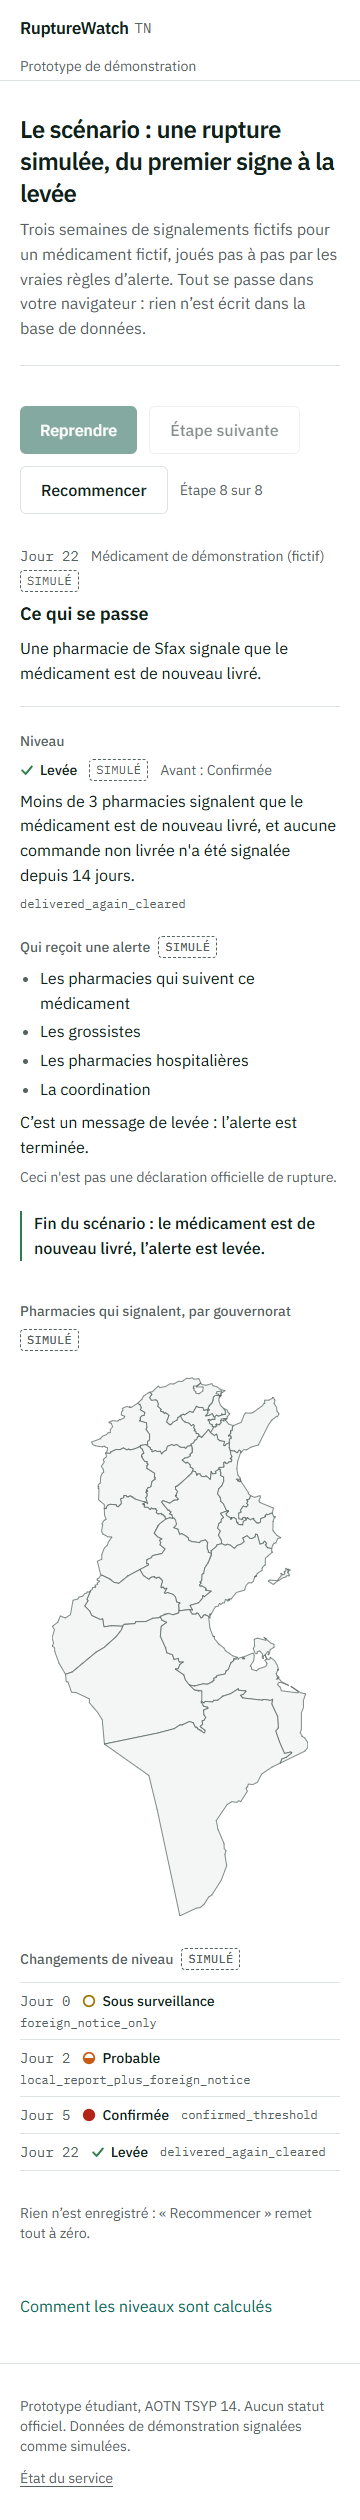 RuptureWatch TN
Prototype de démonstration
Le scénario : une rupture
simulée, du premier signe à la
levée
Trois semaines de signalements fictifs pour
un médicament fictif, joués pas à pas par les
vraies règles d’alerte. Tout se passe dans
votre navigateur : rien n’est écrit dans la
base de données.
Reprendre
Étape suivante
Recommencer
Étape 8 sur 8
Jour 22 Médicament de démonstration (fictif)
SIMULÉ
Ce qui se passe
Une pharmacie de Sfax signale que le
médicament est de nouveau livré.
Niveau
Levée SIMULÉ Avant : Confirmée
Moins de 3 pharmacies signalent que le
médicament est de nouveau livré, et aucune
commande non livrée n'a été signalée
depuis 14 jours.
delivered_again_cleared
Qui reçoit une alerte SIMULÉ
• Les pharmacies qui suivent ce
médicament
• Les grossistes
• Les pharmacies hospitalières
• La coordination
C’est un message de levée : l’alerte est
terminée.
Ceci n'est pas une déclaration officielle de rupture.
Fin du scénario : le médicament est de
nouveau livré, l’alerte est levée.
Pharmacies qui signalent, par gouvernorat
SIMULÉ
Changements de niveau SIMULÉ
Jour 0 Sous surveillance
foreign_notice_only
Jour 2 Probable
local_report_plus_foreign_notice
Jour 5 Confirmée confirmed_threshold
Jour 22 Levée delivered_again_cleared
Rien n’est enregistré : « Recommencer » remet
tout à zéro.
Comment les niveaux sont calculés
Prototype étudiant, AOTN TSYP 14. Aucun statut
officiel. Données de démonstration signalées
comme simulées.
État du service